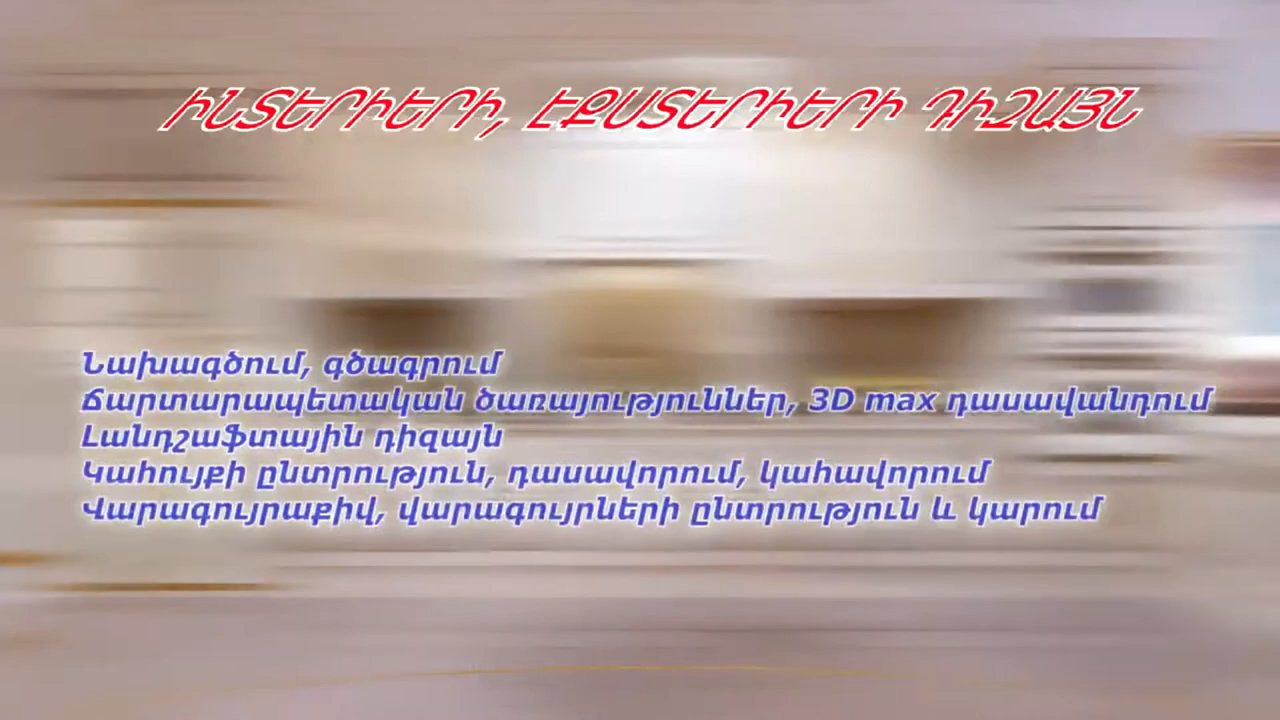 ԻՆՏԵՐԻԵՐԻ, ԷՔՍՏԵՐԻԵՐԻ ԴԻԶԱՅՆ
Նախագծում, գծագրում
Ճարտարապետական ծառայություններ, 3D max դասավանդում
Լանդշաֆտային դիզայն
Կահույքի ընտրություն, դասավորում, կահավորում
Վարագույրաքիվ, վարագույրների ընտրություն և կարում